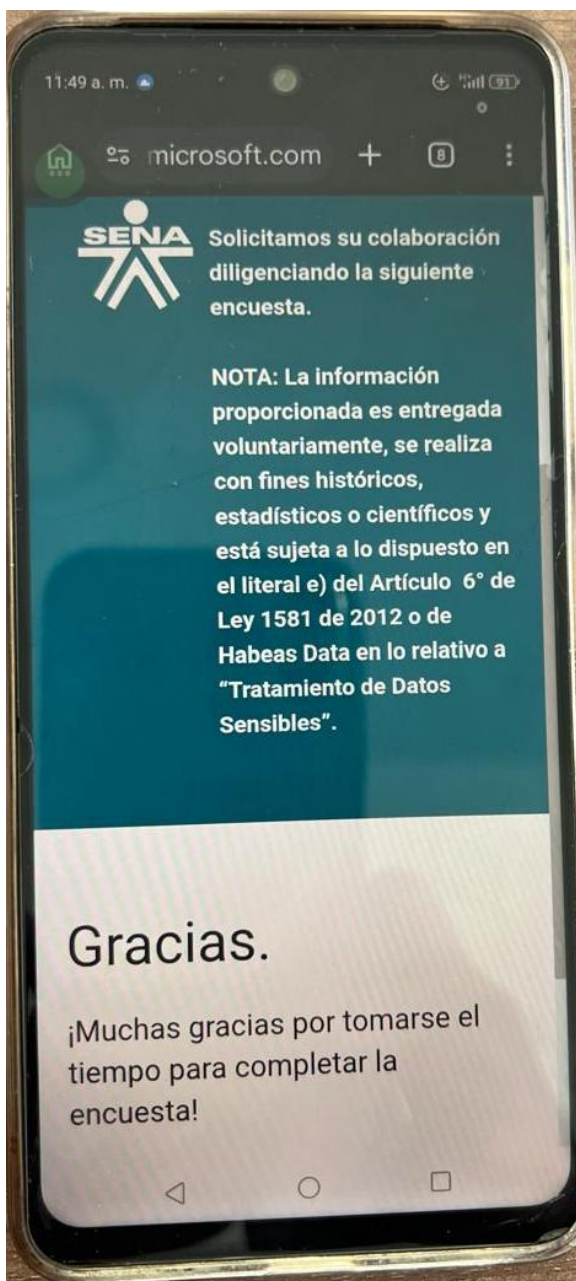 11:49 a. m.
91
microsoft.com
8
SENA
Solicitamos su colaboración
diligenciando la siguiente
encuesta.
NOTA: La información
proporcionada es entregada
voluntariamente, se realiza
con fines históricos,
estadísticos o científicos y
está sujeta a lo dispuesto en
el literal e) del Artículo 6° de
Ley 1581 de 2012 o de
Habeas Data en lo relativo a
“Tratamiento de Datos
Sensibles”.
Gracias.
¡Muchas gracias por tomarse el
tiempo para completar la
encuesta!